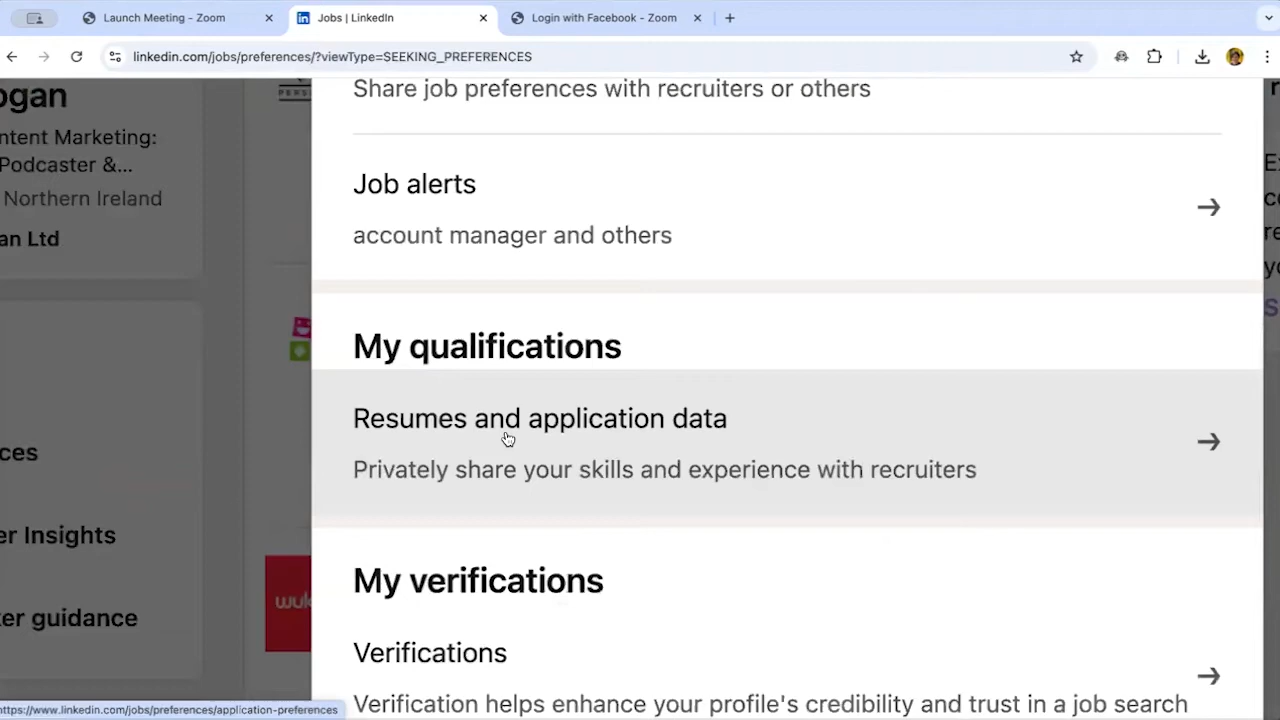 Launch Meeting - Zoom
Jobs | LinkedIn
Login with Facebook - Zoom
linkedin.com/jobs/preferences/?viewType=SEEKING_PREFERENCES
ogan
ntent Marketing:
Podcaster &...
Northern Ireland
an Ltd
ces
er Insights
ker guidance
PERS
wuk
Share job preferences with recruiters or others
Job alerts
account manager and others
My qualifications
Resumes and application data
Privately share your skills and experience with recruiters
My verifications
Verifications
Verification helps enhance your profile's credibility and trust in a job search
https://www.linkedin.com/jobs/preferences/application-preferences